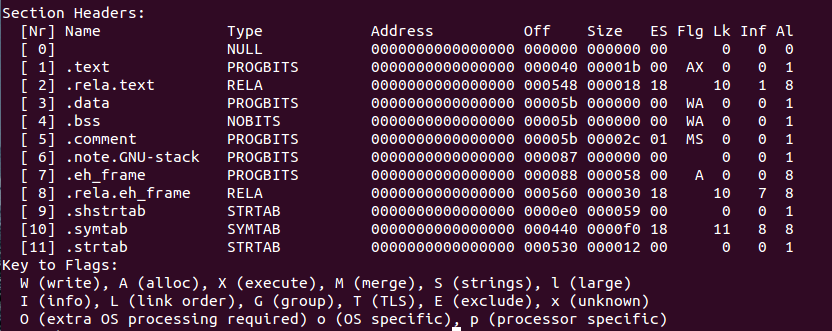 Section Headers:
  [Nr] Name              Type            Address          Off    Size   ES Flg Lk Inf Al
  [ 0]                   NULL            0000000000000000 000000 000000 00      0   0  0
  [ 1] .text             PROGBITS        0000000000000000 000040 00001b 00  AX  0   0  1
  [ 2] .rela.text        RELA            0000000000000000 000548 000018 18     10   1  8
  [ 3] .data             PROGBITS        0000000000000000 00005b 000000 00  WA  0   0  1
  [ 4] .bss              NOBITS          0000000000000000 00005b 000000 00  WA  0   0  1
  [ 5] .comment          PROGBITS        0000000000000000 00005b 00002c 01  MS  0   0  1
  [ 6] .note.GNU-stack   PROGBITS        0000000000000000 000087 000000 00      0   0  1
  [ 7] .eh_frame         PROGBITS        0000000000000000 000088 000058 00   A  0   0  8
  [ 8] .rela.eh_frame    RELA            0000000000000000 000560 000030 18     10   7  8
  [ 9] .shstrtab         STRTAB          0000000000000000 0000e0 000059 00      0   0  1
  [10] .symtab           SYMTAB          0000000000000000 000440 0000f0 18     11   8  8
  [11] .strtab           STRTAB          0000000000000000 000530 000012 00      0   0  1
Key to Flags:
  W (write), A (alloc), X (execute), M (merge), S (strings), l (large)
  I (info), L (link order), G (group), T (TLS), E (exclude), x (unknown)
  O (extra OS processing required) o (OS specific), p (processor specific)